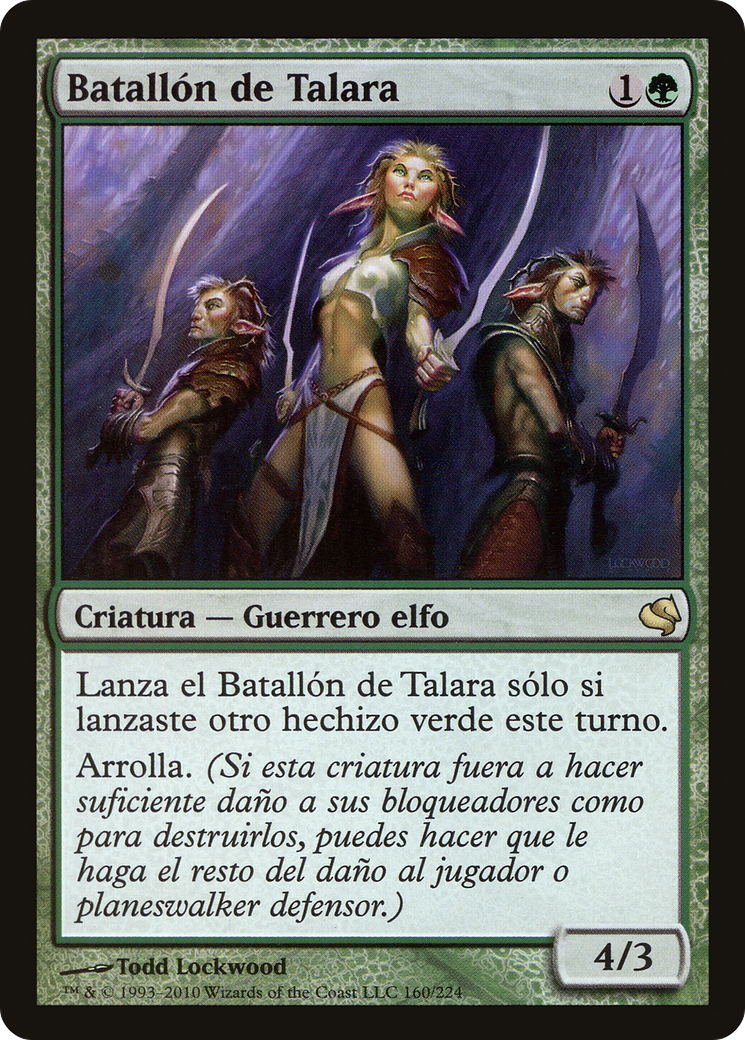 Batallón de Talara
1
LOCKWOOD
Criatura — Guerrero elfo
Lanza el Batallón de Talara sólo si
lanzaste otro hechizo verde este turno.
Arrolla. (Si esta criatura fuera a hacer
suficiente daño a sus bloqueadores como
para destruirlos, puedes hacer que le
haga el resto del daño al jugador o
planeswalker defensor.)
4/3
Todd Lockwood
™ & © 1993–2010 Wizards of the Coast LLC 160/224